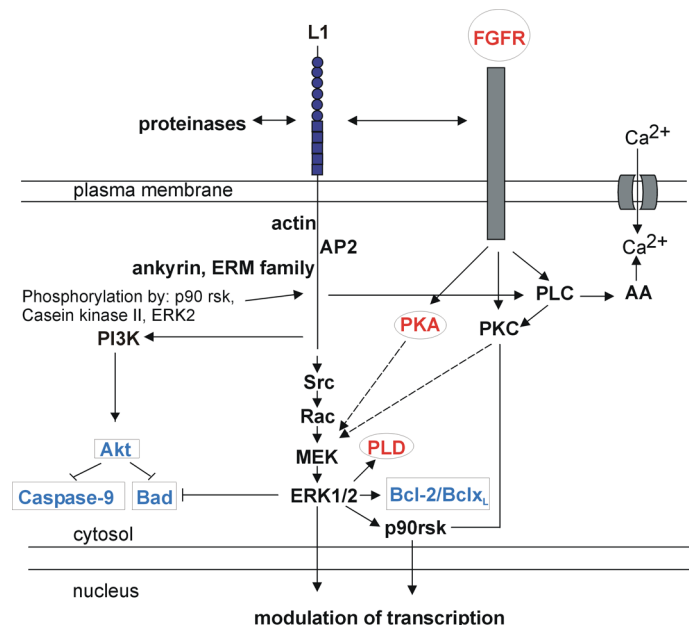 L1
FGFR
proteinases
Ca2+
plasma membrane
actin
AP2
Ca2+
ankyrin, ERM family
Phosphorylation by: p90 rsk,
Casein kinase II, ERK2
PLC
AA
PI3K
PKA
PKC
Src
Rac
Akt
MEK
PLD
Caspase-9
Bad
ERK1/2
Bcl-2/BclxL
p90rsk
cytosol
nucleus
modulation of transcription